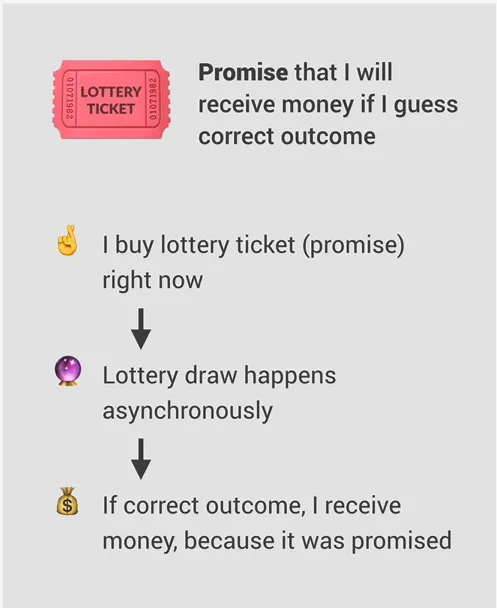 LOTTERY
TICKET
01071982
01071982
Promise that I will
receive money if I guess
correct outcome
I buy lottery ticket (promise)
right now
Lottery draw happens
asynchronously
$
If correct outcome, I receive
money, because it was promised